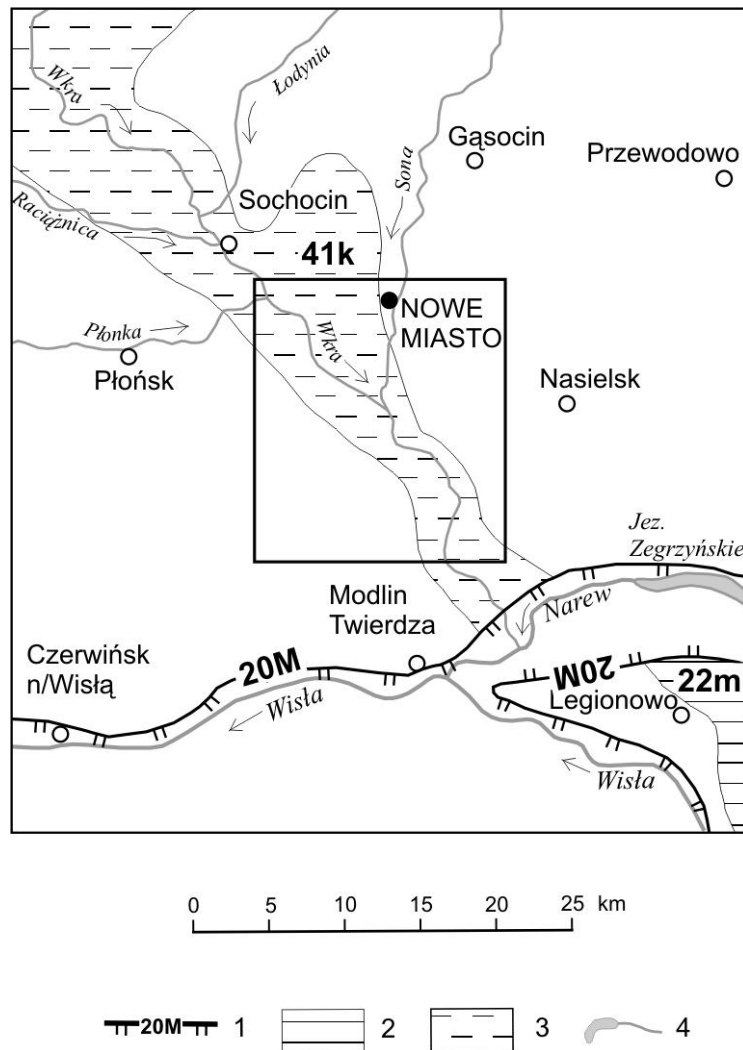 Wkra
Łodynia
Gąsocin
Przewodowo
Sona
Raciążnica
Sochocin
41k
NOWE
MIASTO
Płonka
Płońsk
Wkra
Nasielsk
Jez.
Zegrzyńskie
Modlin
Twierdza
Narew
Czerwińsk
n/Wisłą
20M
20M
22m
Legionowo
Wisła
Wisła
0 5 10 15 20 25 km
20M 1 2 3 4